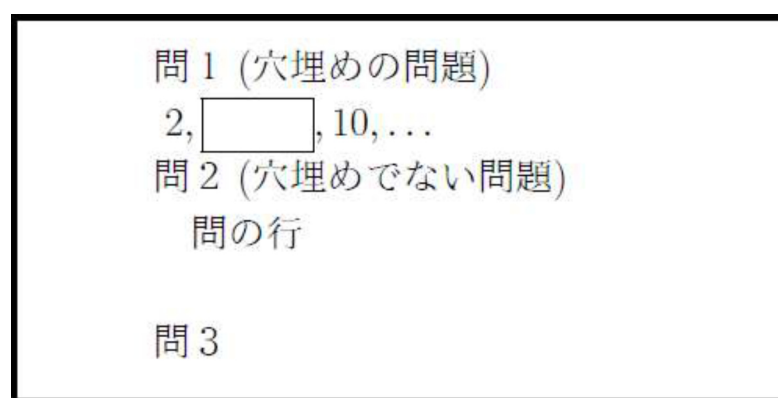 問 1 (穴埋めの問題)
2, , 10, . . .
問 2 (穴埋めでない問題)
問の行
問 3